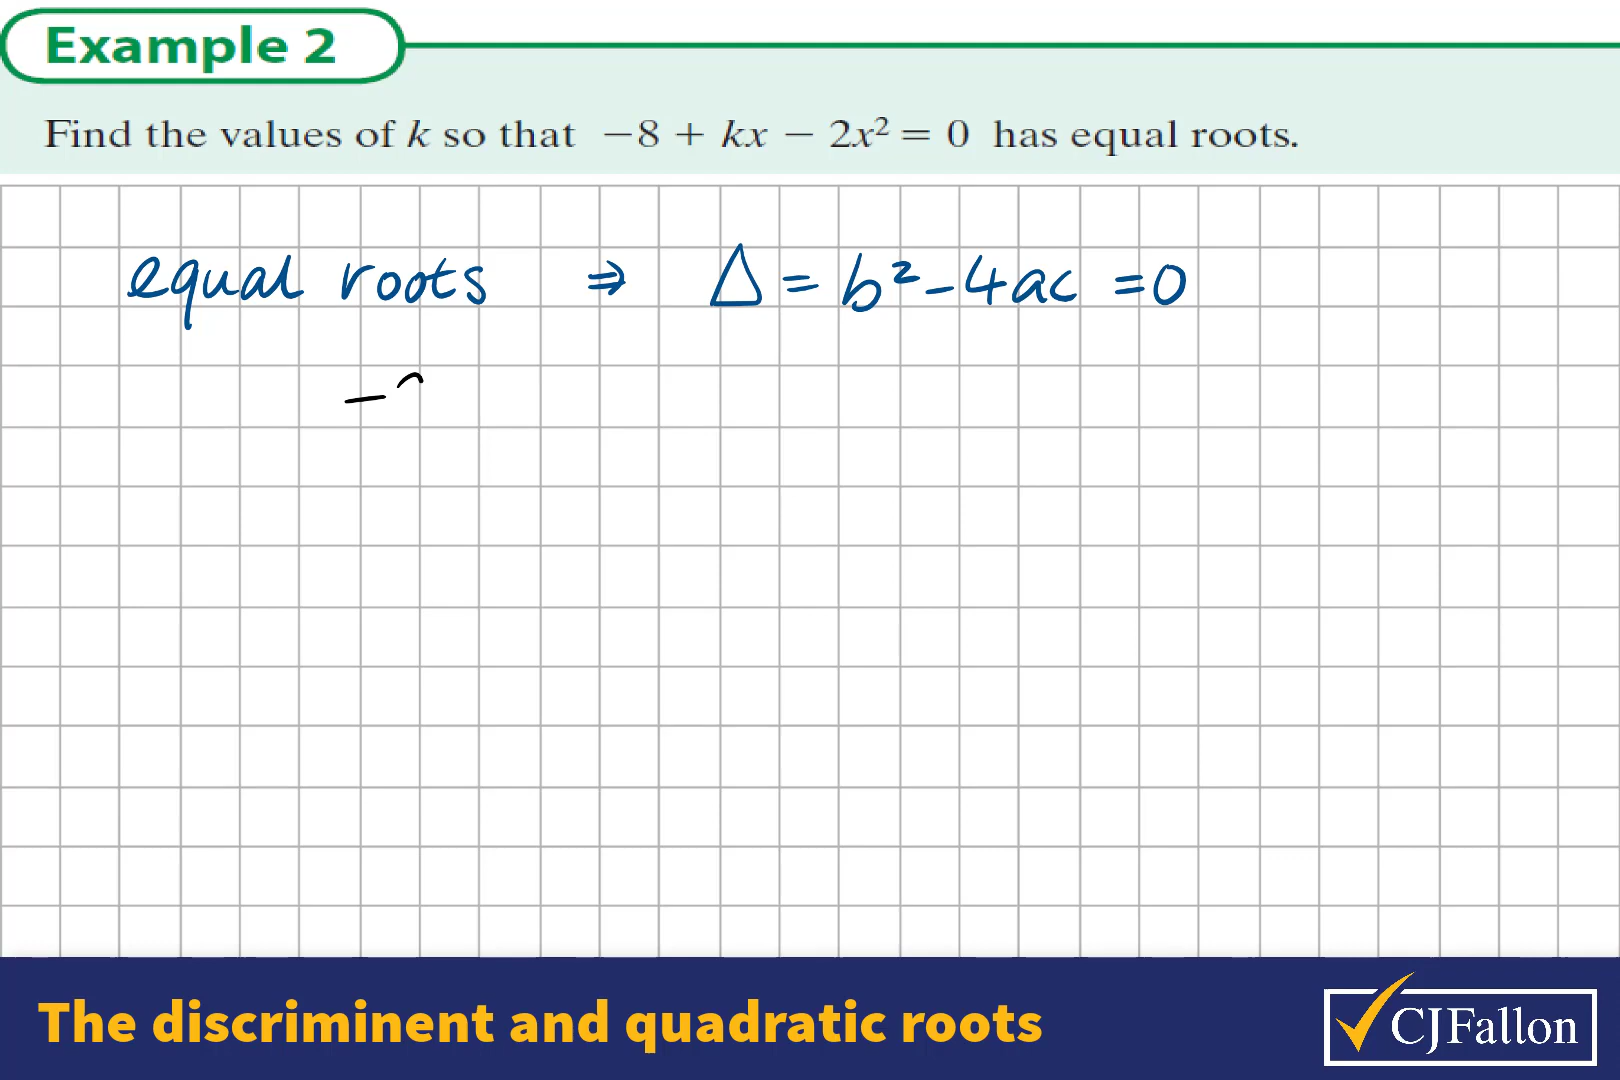 Example 2
Find the values of k so that −8 + kx − 2x² = 0 has equal roots.
equal roots ⇒ Δ = b² − 4ac = 0
−
The discriminent and quadratic roots
CJFallon